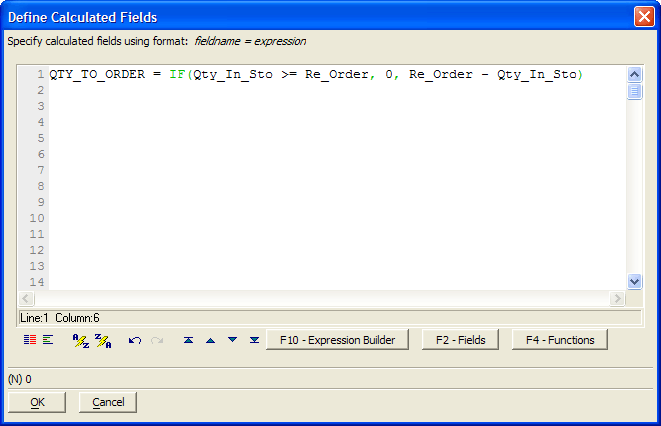 Define Calculated Fields
Specify calculated fields using format: fieldname = expression
1 QTY_TO_ORDER = IF(Qty_In_Sto >= Re_Order, 0, Re_Order - Qty_In_Sto)
2
3
4
5
6
7
8
9
10
11
12
13
14
Line:1 Column:6
A Z Z A F10 - Expression Builder F2 - Fields F4 - Functions
(N) 0
OK Cancel